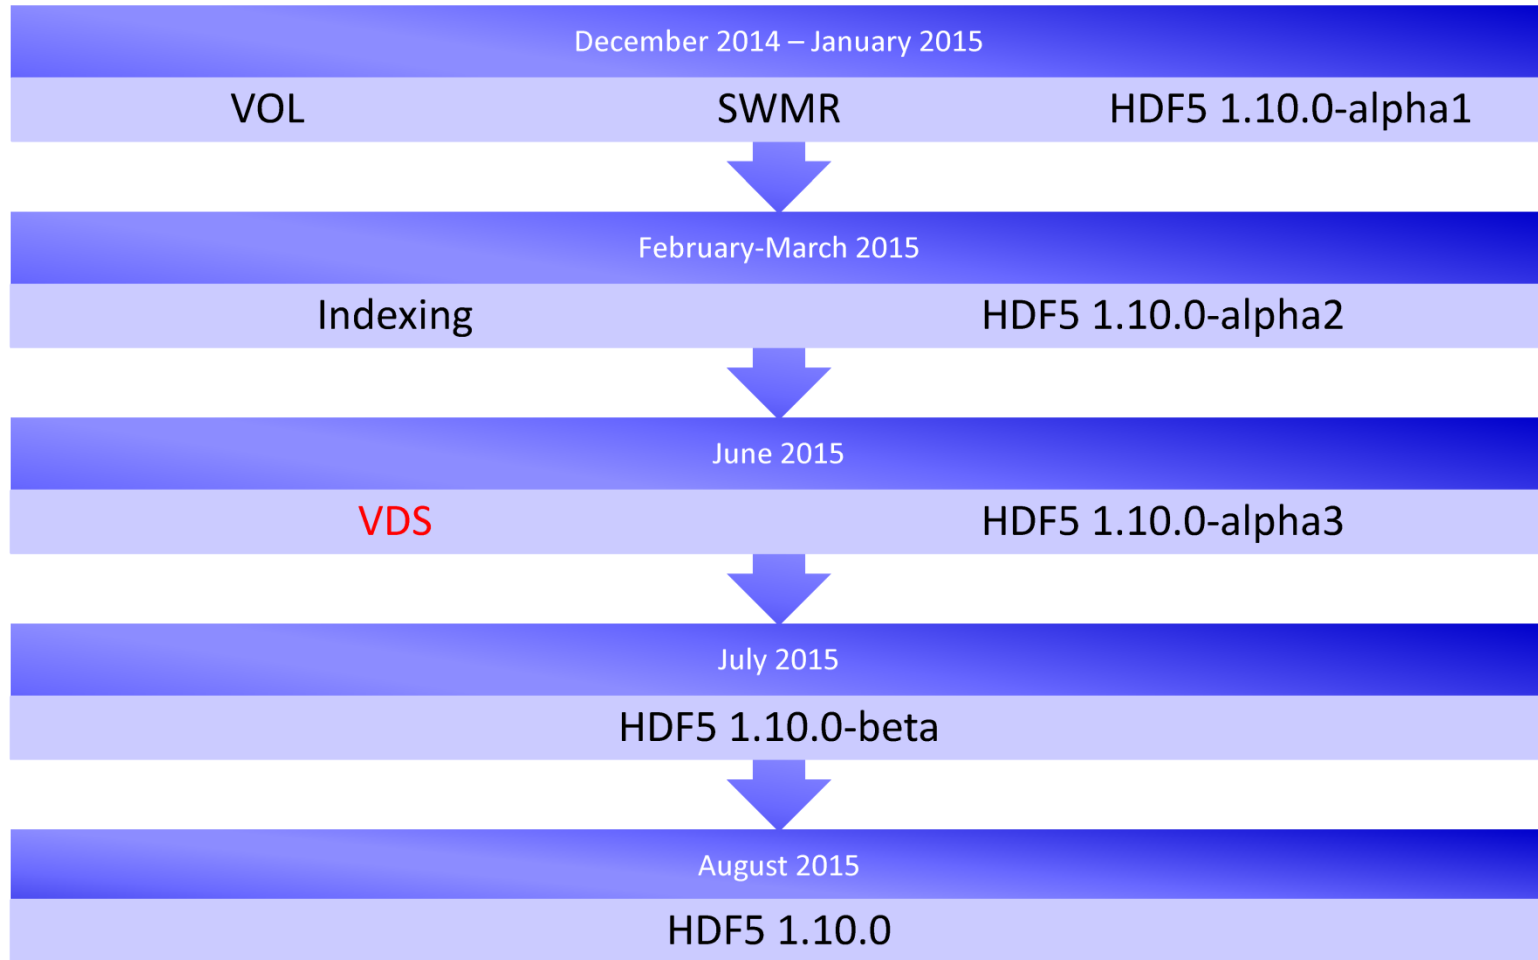 December 2014 – January 2015
VOL SWMR HDF5 1.10.0-alpha1
February-March 2015
Indexing HDF5 1.10.0-alpha2
June 2015
VDS HDF5 1.10.0-alpha3
July 2015
HDF5 1.10.0-beta
August 2015
HDF5 1.10.0